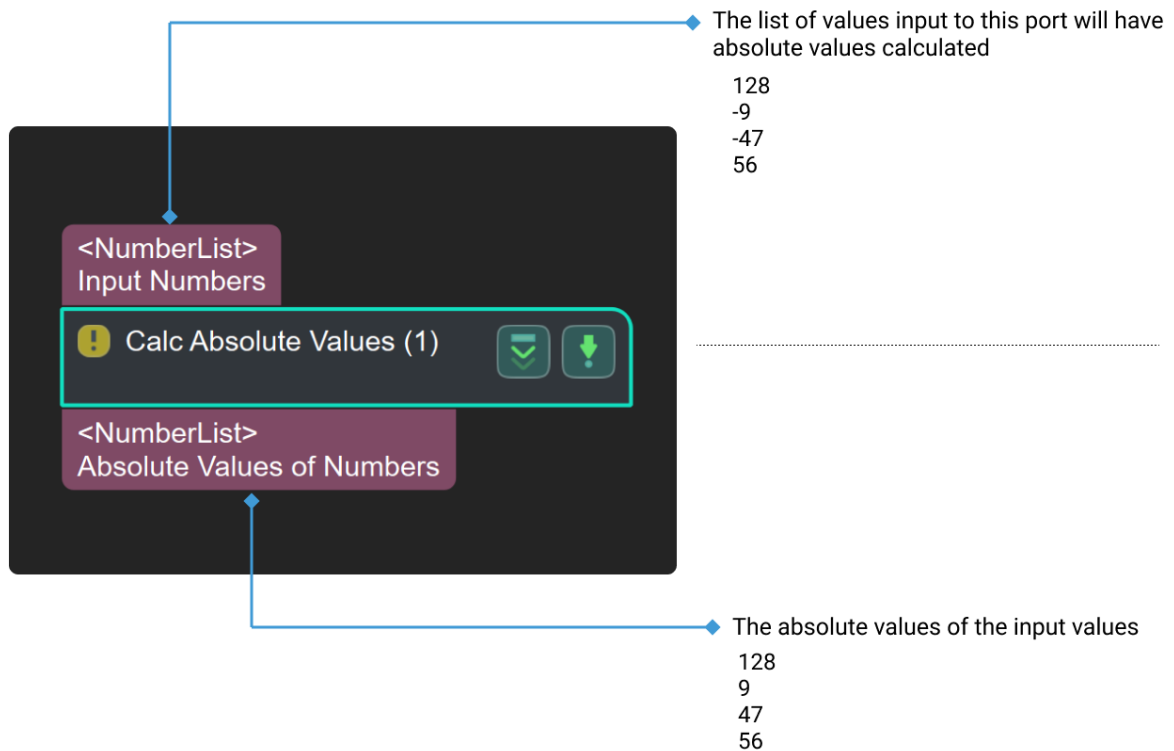 The list of values input to this port will have
absolute values calculated
128
-9
-47
56
<NumberList>
Input Numbers
Calc Absolute Values (1)
<NumberList>
Absolute Values of Numbers
The absolute values of the input values
128
9
47
56